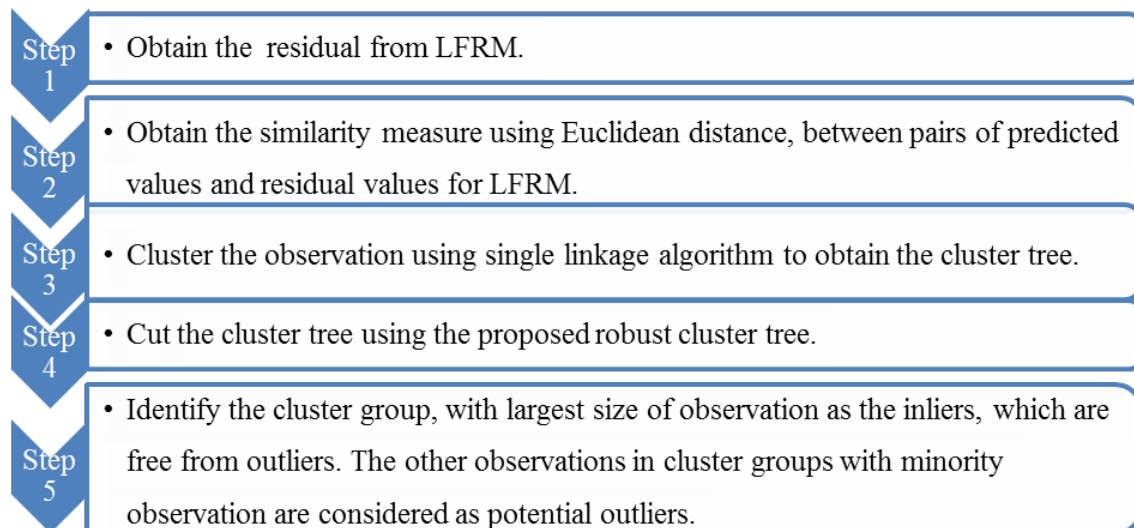 Step
1
• Obtain the residual from LFRM.
Step
2
• Obtain the similarity measure using Euclidean distance, between pairs of predicted
values and residual values for LFRM.
Step
3
• Cluster the observation using single linkage algorithm to obtain the cluster tree.
Step
4
• Cut the cluster tree using the proposed robust cluster tree.
Step
5
• Identify the cluster group, with largest size of observation as the inliers, which are
free from outliers. The other observations in cluster groups with minority
observation are considered as potential outliers.